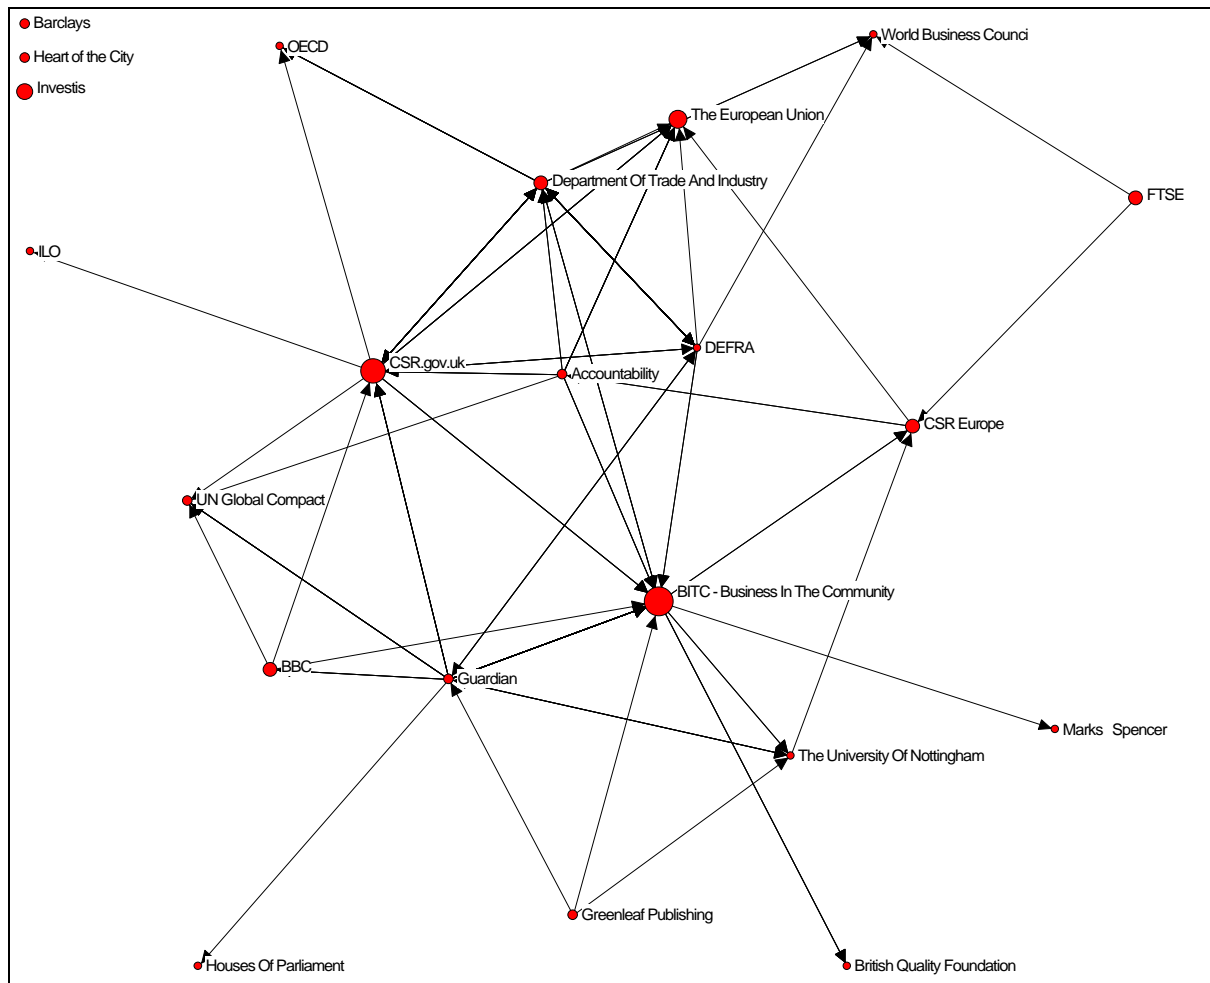 Barclays
OECD
World Business Counci
Heart of the City
Investis
The European Union
Department Of Trade And Industry
FTSE
ILO
DEFRA
CSR.gov.uk
Accountability
CSR Europe
UN Global Compact
BITC - Business In The Community
BBC
Guardian
Marks Spencer
The University Of Nottingham
Greenleaf Publishing
Houses Of Parliament
British Quality Foundation